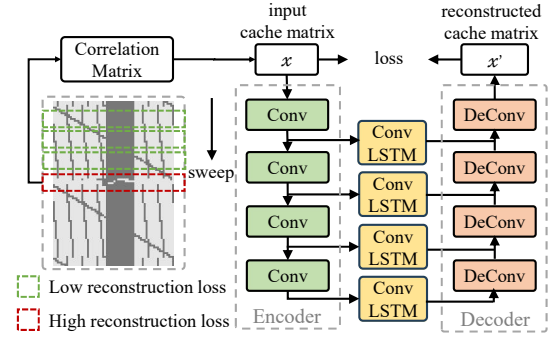 input
cache matrix
reconstructed
cache matrix
Correlation
Matrix
x
loss
x'
sweep
Conv
Conv
Conv
Conv
Conv
LSTM
Conv
LSTM
Conv
LSTM
Conv
LSTM
DeConv
DeConv
DeConv
DeConv
Encoder
Decoder
Low reconstruction loss
High reconstruction loss